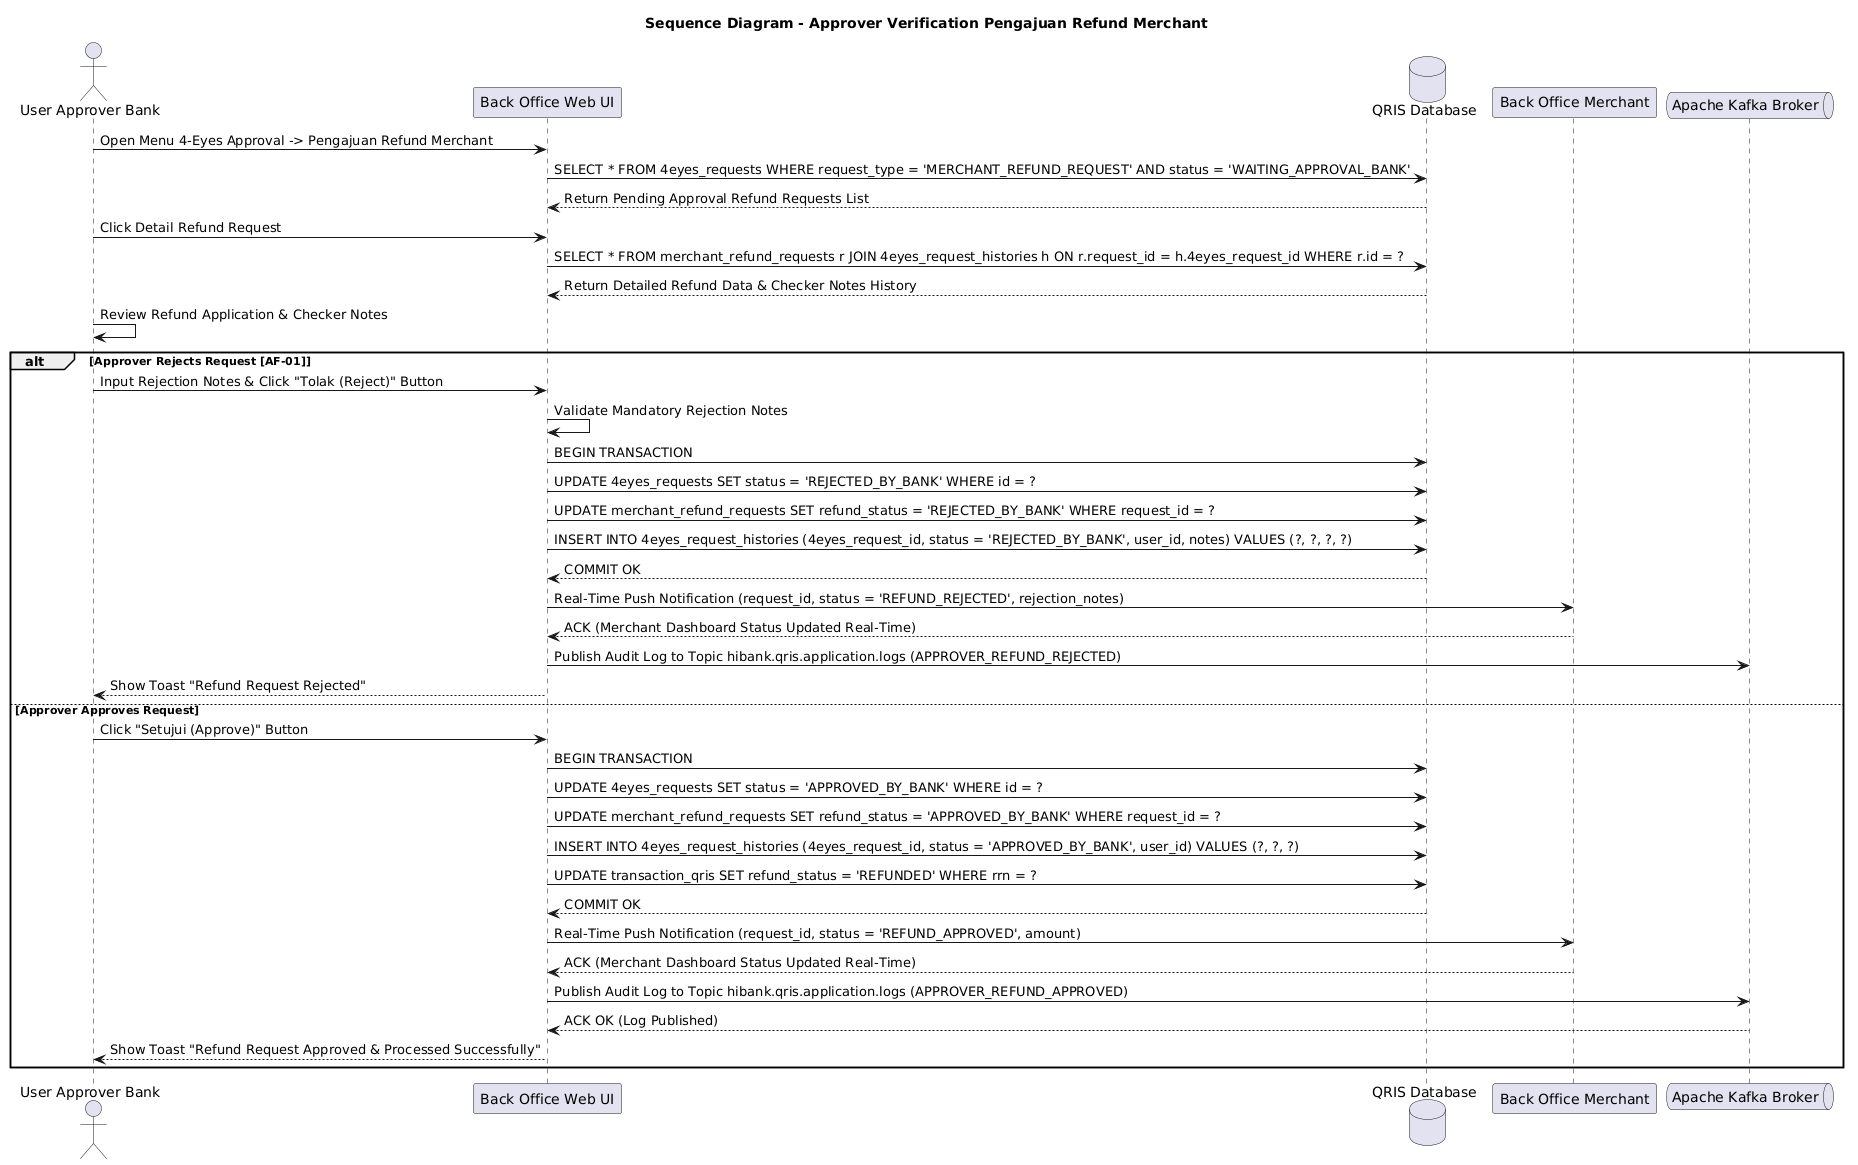 Sequence Diagram - Approver Verification Pengajuan Refund Merchant
User Approver Bank
Back Office Web UI
QRIS Database
Back Office Merchant
Apache Kafka Broker
Open Menu 4-Eyes Approval -> Pengajuan Refund Merchant
SELECT * FROM 4eyes_requests WHERE request_type = 'MERCHANT_REFUND_REQUEST' AND status = 'WAITING_APPROVAL_BANK'
Return Pending Approval Refund Requests List
Click Detail Refund Request
SELECT * FROM merchant_refund_requests r JOIN 4eyes_request_histories h ON r.request_id = h.4eyes_request_id WHERE r.id = ?
Return Detailed Refund Data & Checker Notes History
Review Refund Application & Checker Notes
alt [Approver Rejects Request [AF-01]]
Input Rejection Notes & Click "Tolak (Reject)" Button
Validate Mandatory Rejection Notes
BEGIN TRANSACTION
UPDATE 4eyes_requests SET status = 'REJECTED_BY_BANK' WHERE id = ?
UPDATE merchant_refund_requests SET refund_status = 'REJECTED_BY_BANK' WHERE request_id = ?
INSERT INTO 4eyes_request_histories (4eyes_request_id, status = 'REJECTED_BY_BANK', user_id, notes) VALUES (?, ?, ?, ?)
COMMIT OK
Real-Time Push Notification (request_id, status = 'REFUND_REJECTED', rejection_notes)
ACK (Merchant Dashboard Status Updated Real-Time)
Publish Audit Log to Topic hibank.qris.application.logs (APPROVER_REFUND_REJECTED)
Show Toast "Refund Request Rejected"
[Approver Approves Request]
Click "Setujui (Approve)" Button
BEGIN TRANSACTION
UPDATE 4eyes_requests SET status = 'APPROVED_BY_BANK' WHERE id = ?
UPDATE merchant_refund_requests SET refund_status = 'APPROVED_BY_BANK' WHERE request_id = ?
INSERT INTO 4eyes_request_histories (4eyes_request_id, status = 'APPROVED_BY_BANK', user_id) VALUES (?, ?, ?)
UPDATE transaction_qris SET refund_status = 'REFUNDED' WHERE rrn = ?
COMMIT OK
Real-Time Push Notification (request_id, status = 'REFUND_APPROVED', amount)
ACK (Merchant Dashboard Status Updated Real-Time)
Publish Audit Log to Topic hibank.qris.application.logs (APPROVER_REFUND_APPROVED)
ACK OK (Log Published)
Show Toast "Refund Request Approved & Processed Successfully"
User Approver Bank
Back Office Web UI
QRIS Database
Back Office Merchant
Apache Kafka Broker